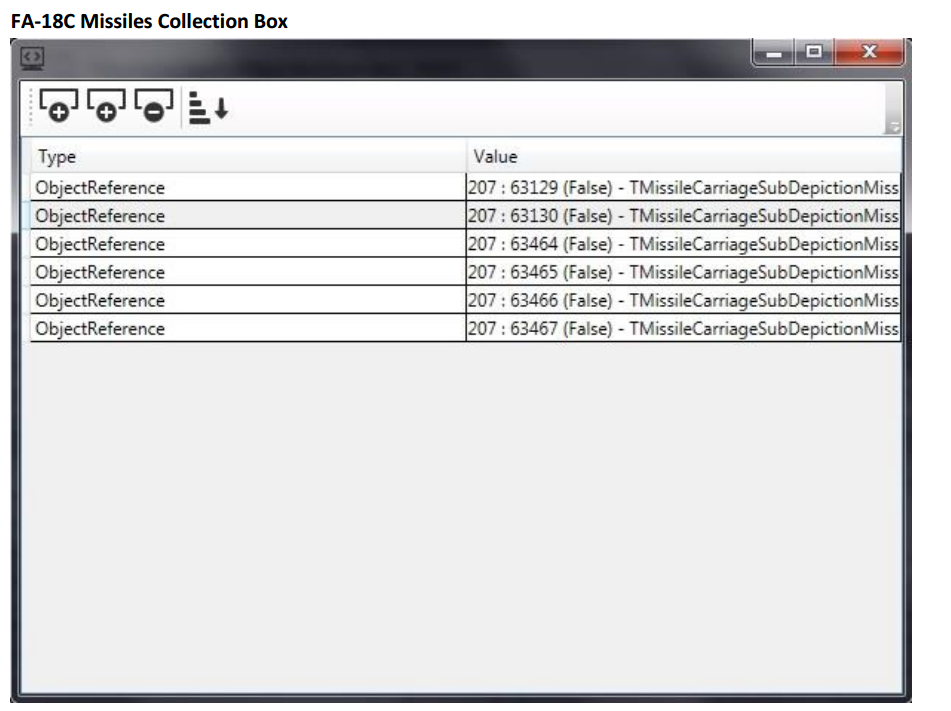 FA-18C Missiles Collection Box
Type Value
ObjectReference 207 : 63129 (False) - TMissileCarriageSubDepictionMiss
ObjectReference 207 : 63130 (False) - TMissileCarriageSubDepictionMiss
ObjectReference 207 : 63464 (False) - TMissileCarriageSubDepictionMiss
ObjectReference 207 : 63465 (False) - TMissileCarriageSubDepictionMiss
ObjectReference 207 : 63466 (False) - TMissileCarriageSubDepictionMiss
ObjectReference 207 : 63467 (False) - TMissileCarriageSubDepictionMiss